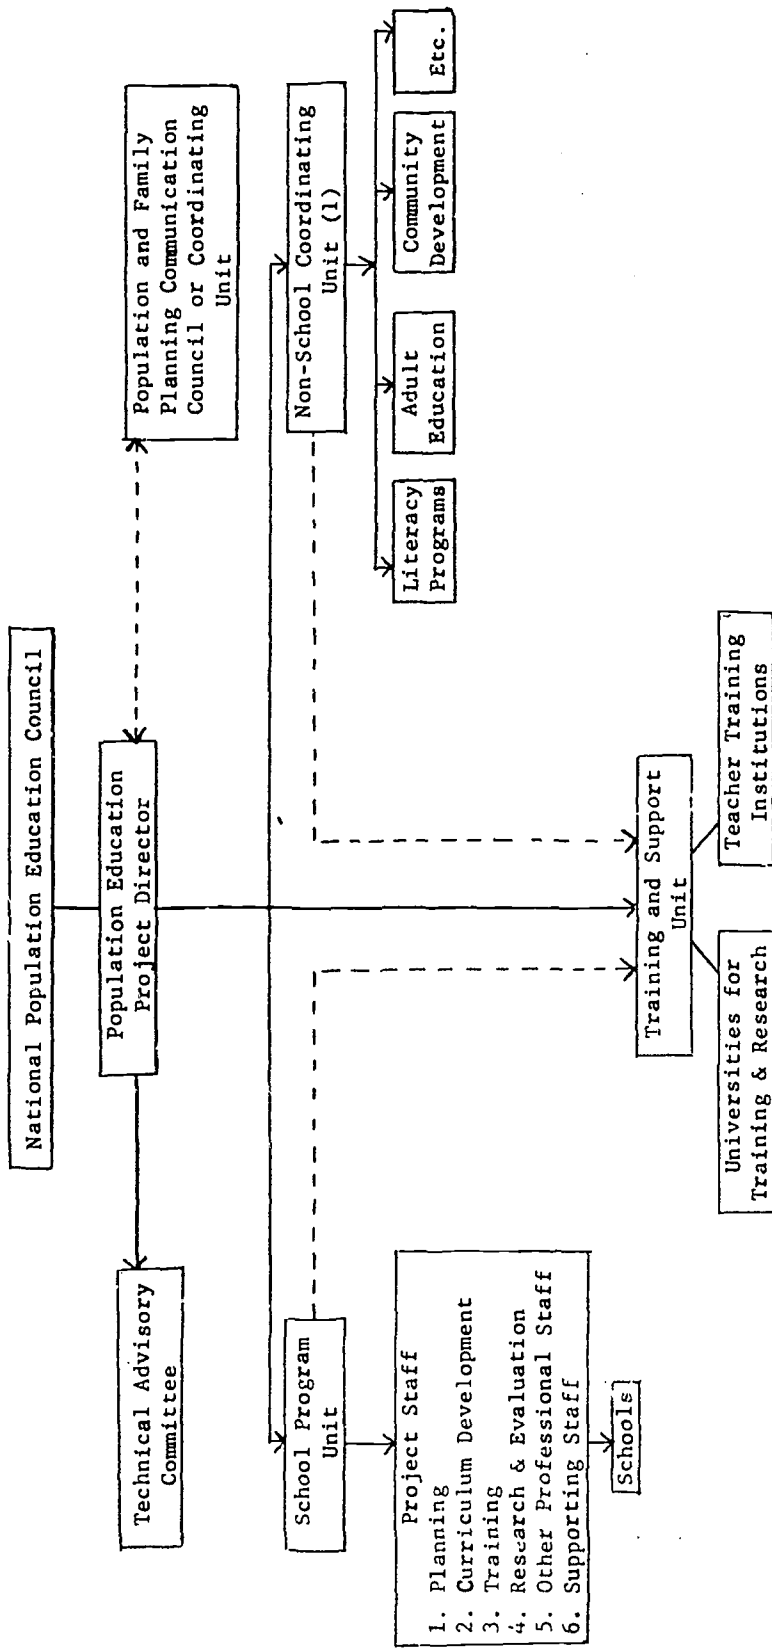 National Population Education Council
Technical Advisory
Committee
Population Education
Project Director
Population and Family
Planning Communication
Council or Coordinating
Unit
School Program
Unit
Non-School Coordinating
Unit (1)
Project Staff
1. Planning
2. Curriculum Development
3. Training
4. Research & Evaluation
5. Other Professional Staff
6. Supporting Staff
Schools
Literacy
Programs
Adult
Education
Community
Development
Etc.
Training and Support
Unit
Universities for
Training & Research
Teacher Training
Institutions